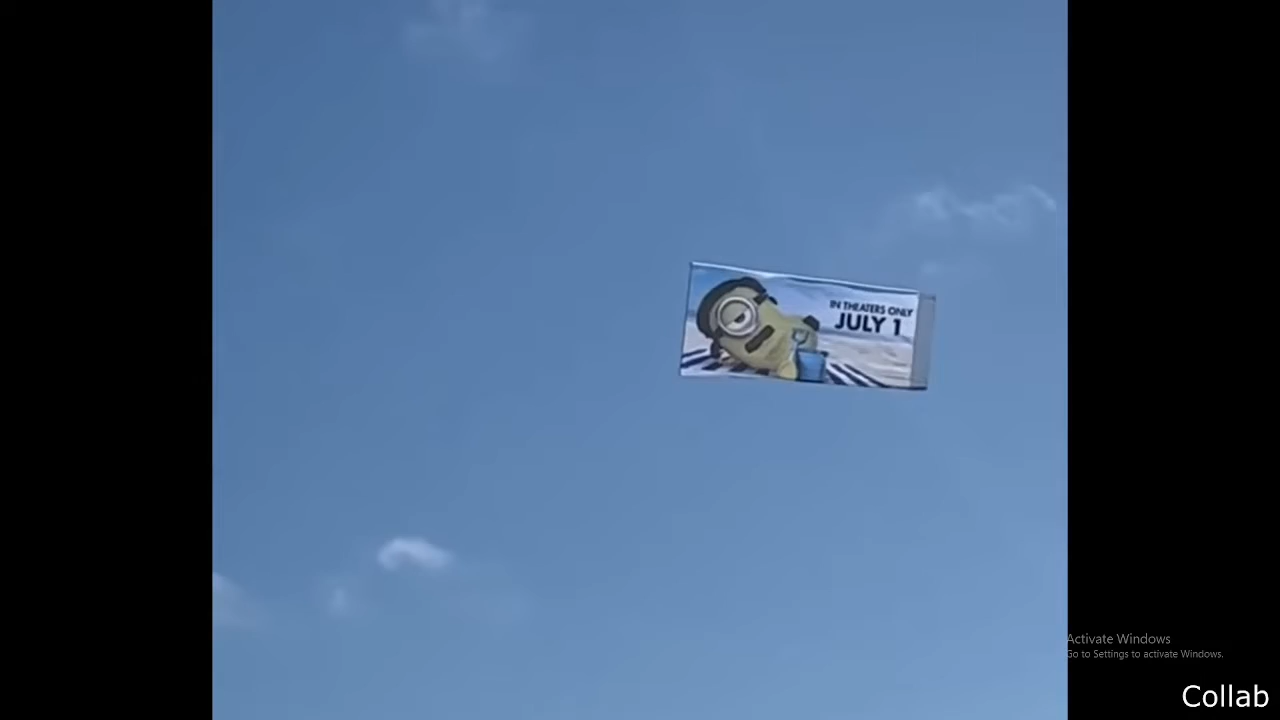 IN THEATERS ONLY
JULY 1
Activate Windows
Go to Settings to activate Windows.
Collab